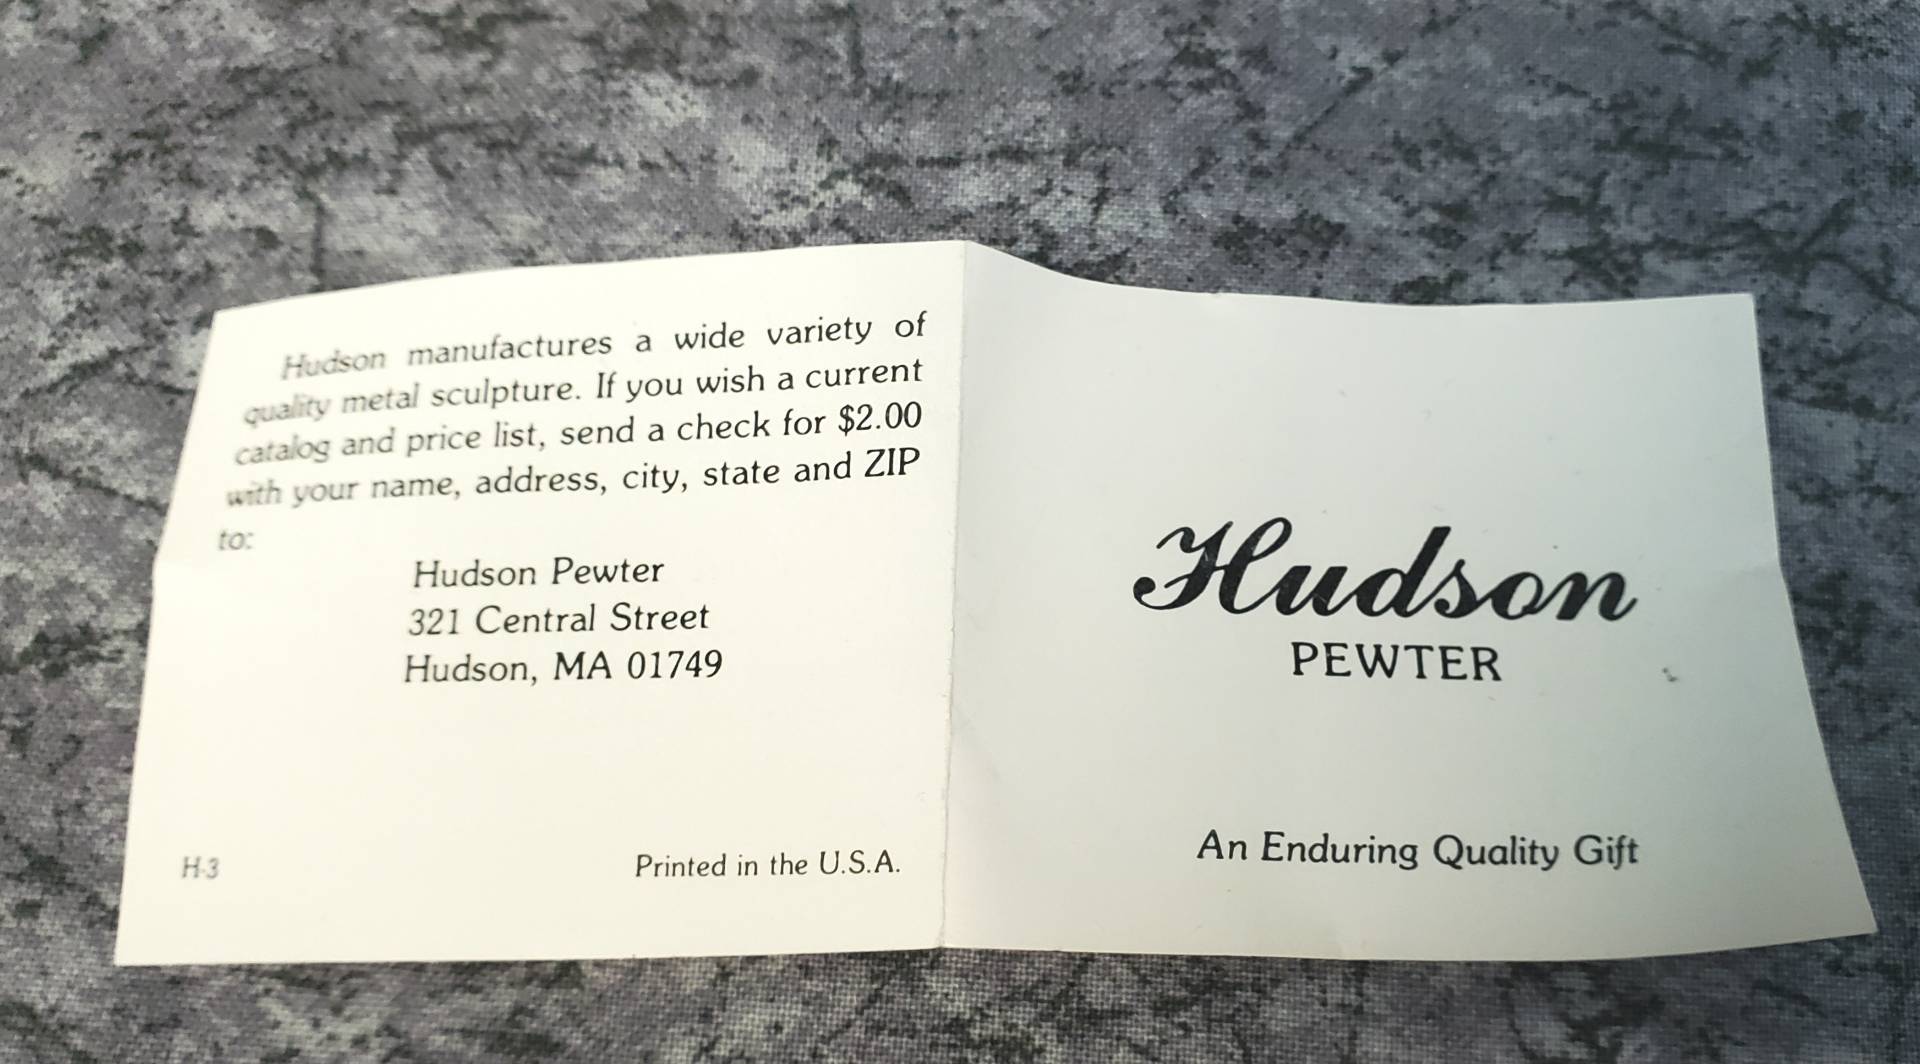 Hudson manufactures a wide variety of
quality metal sculpture. If you wish a current
catalog and price list, send a check for $2.00
with your name, address, city, state and ZIP
to:
Hudson Pewter
321 Central Street
Hudson, MA 01749
H-3
Printed in the U.S.A.
Hudson
PEWTER
An Enduring Quality Gift